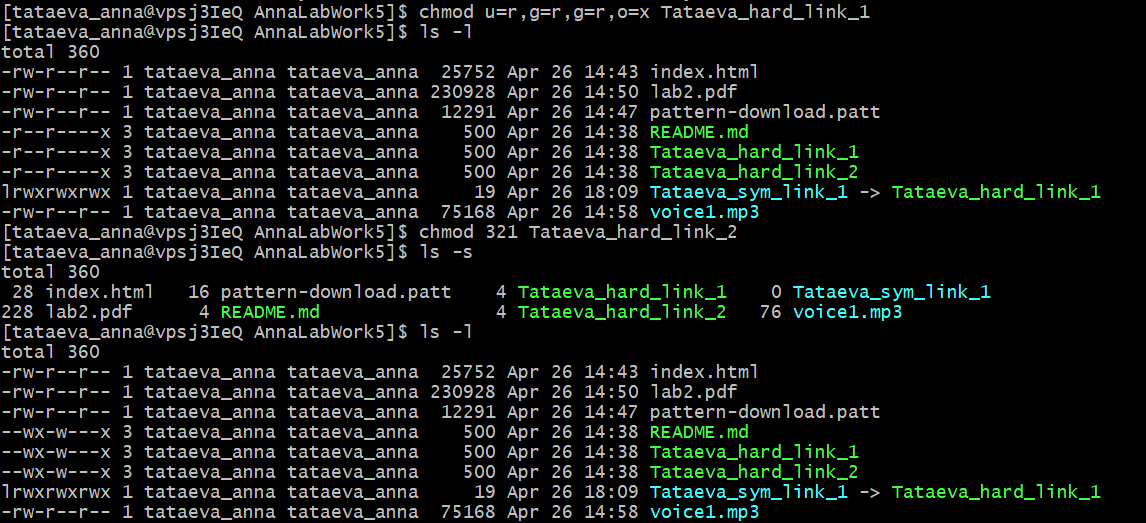 [tataeva_anna@vpsj3IeQ AnnaLabWork5]$ chmod u=r,g=r,g=r,o=x Tataeva_hard_link_1
[tataeva_anna@vpsj3IeQ AnnaLabWork5]$ ls -l
total 360
-rw-r--r-- 1 tataeva_anna tataeva_anna  25752 Apr 26 14:43 index.html
-rw-r--r-- 1 tataeva_anna tataeva_anna 230928 Apr 26 14:50 lab2.pdf
-rw-r--r-- 1 tataeva_anna tataeva_anna  12291 Apr 26 14:47 pattern-download.patt
-r--r----x 3 tataeva_anna tataeva_anna    500 Apr 26 14:38 README.md
-r--r----x 3 tataeva_anna tataeva_anna    500 Apr 26 14:38 Tataeva_hard_link_1
-r--r----x 3 tataeva_anna tataeva_anna    500 Apr 26 14:38 Tataeva_hard_link_2
lrwxrwxrwx 1 tataeva_anna tataeva_anna     19 Apr 26 18:09 Tataeva_sym_link_1 -> Tataeva_hard_link_1
-rw-r--r-- 1 tataeva_anna tataeva_anna  75168 Apr 26 14:58 voice1.mp3
[tataeva_anna@vpsj3IeQ AnnaLabWork5]$ chmod 321 Tataeva_hard_link_2
[tataeva_anna@vpsj3IeQ AnnaLabWork5]$ ls -s
total 360
 28 index.html   16 pattern-download.patt    4 Tataeva_hard_link_1    0 Tataeva_sym_link_1
228 lab2.pdf      4 README.md                4 Tataeva_hard_link_2   76 voice1.mp3
[tataeva_anna@vpsj3IeQ AnnaLabWork5]$ ls -l
total 360
-rw-r--r-- 1 tataeva_anna tataeva_anna  25752 Apr 26 14:43 index.html
-rw-r--r-- 1 tataeva_anna tataeva_anna 230928 Apr 26 14:50 lab2.pdf
-rw-r--r-- 1 tataeva_anna tataeva_anna  12291 Apr 26 14:47 pattern-download.patt
--wx-w---x 3 tataeva_anna tataeva_anna    500 Apr 26 14:38 README.md
--wx-w---x 3 tataeva_anna tataeva_anna    500 Apr 26 14:38 Tataeva_hard_link_1
--wx-w---x 3 tataeva_anna tataeva_anna    500 Apr 26 14:38 Tataeva_hard_link_2
lrwxrwxrwx 1 tataeva_anna tataeva_anna     19 Apr 26 18:09 Tataeva_sym_link_1 -> Tataeva_hard_link_1
-rw-r--r-- 1 tataeva_anna tataeva_anna  75168 Apr 26 14:58 voice1.mp3